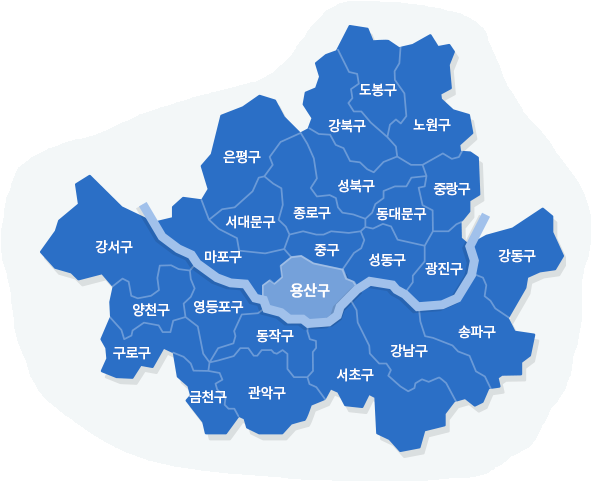 도봉구
강북구
노원구
은평구
성북구
중랑구
종로구
동대문구
서대문구
강서구
중구
마포구
성동구
강동구
광진구
용산구
양천구
영등포구
송파구
동작구
구로구
강남구
서초구
관악구
금천구